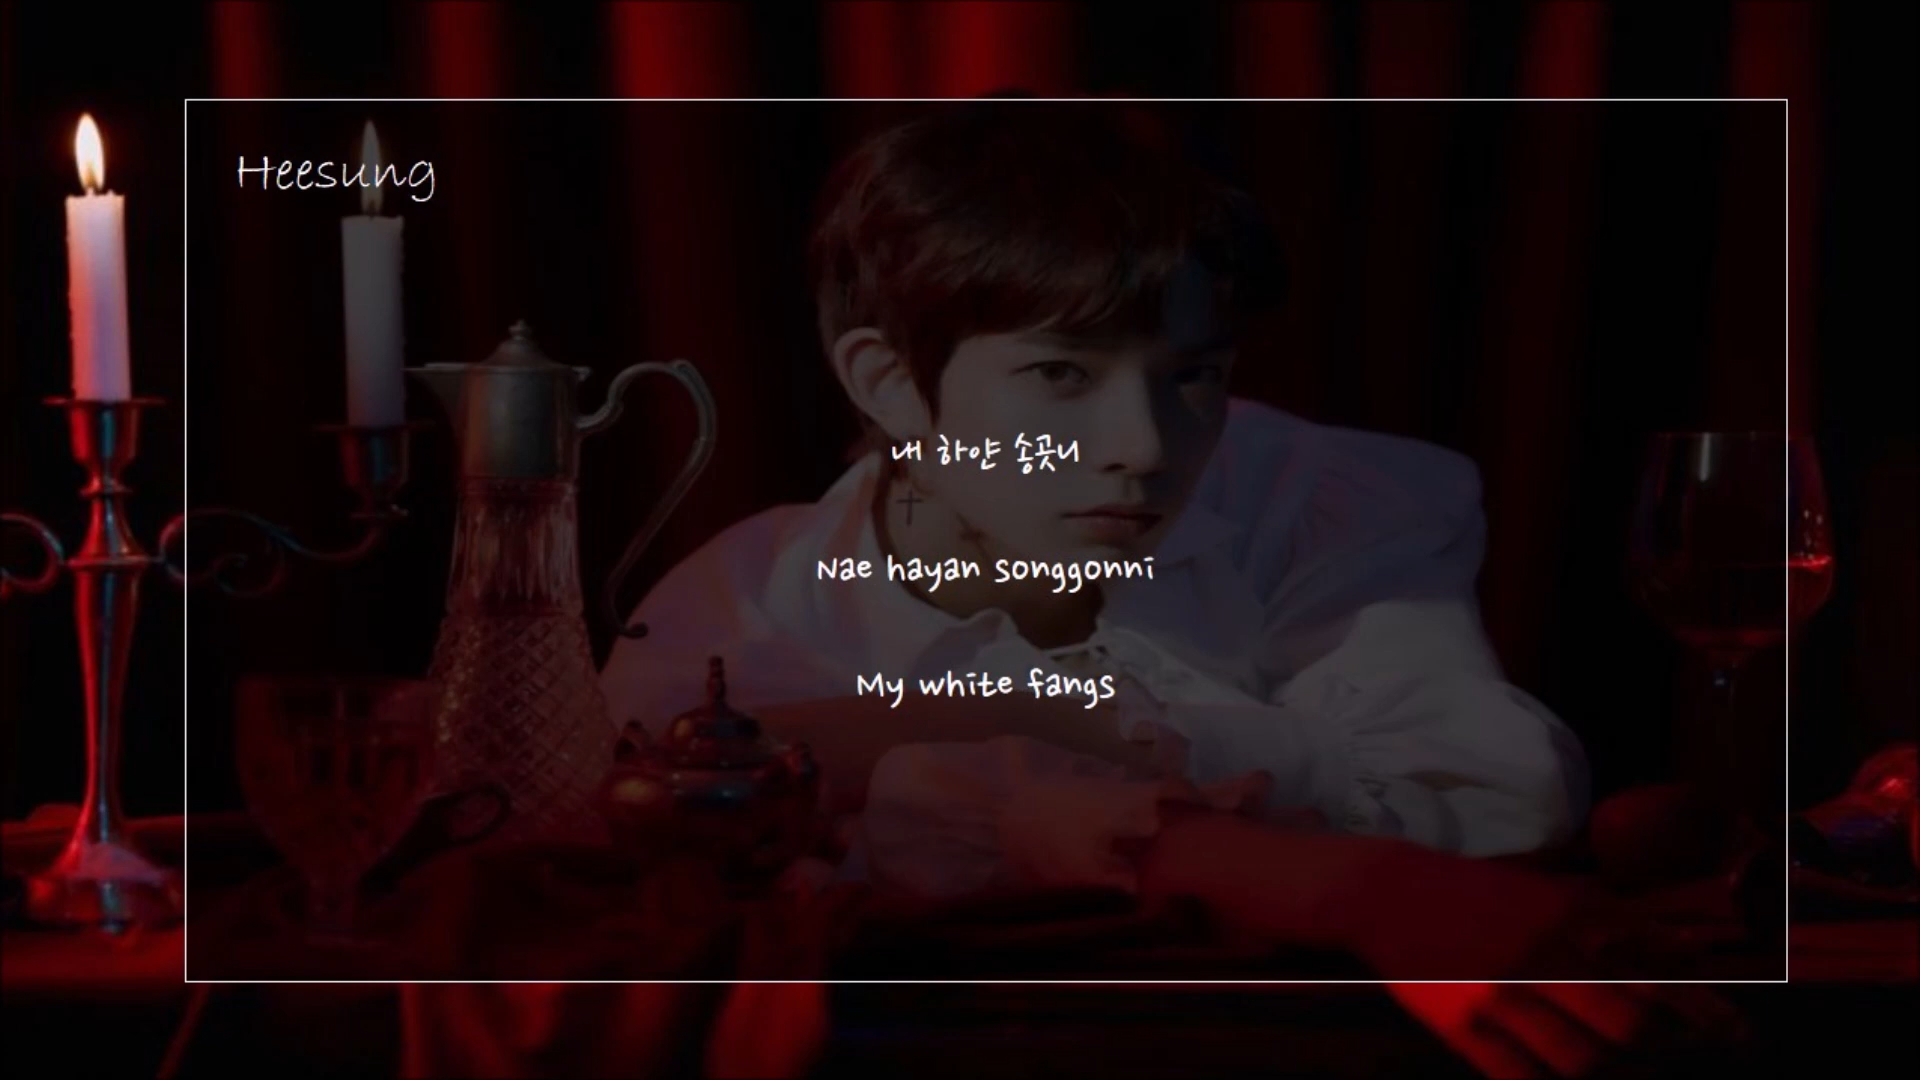 Heesung
내 하얀 송곳니
Nae hayan songgonni
My white fangs